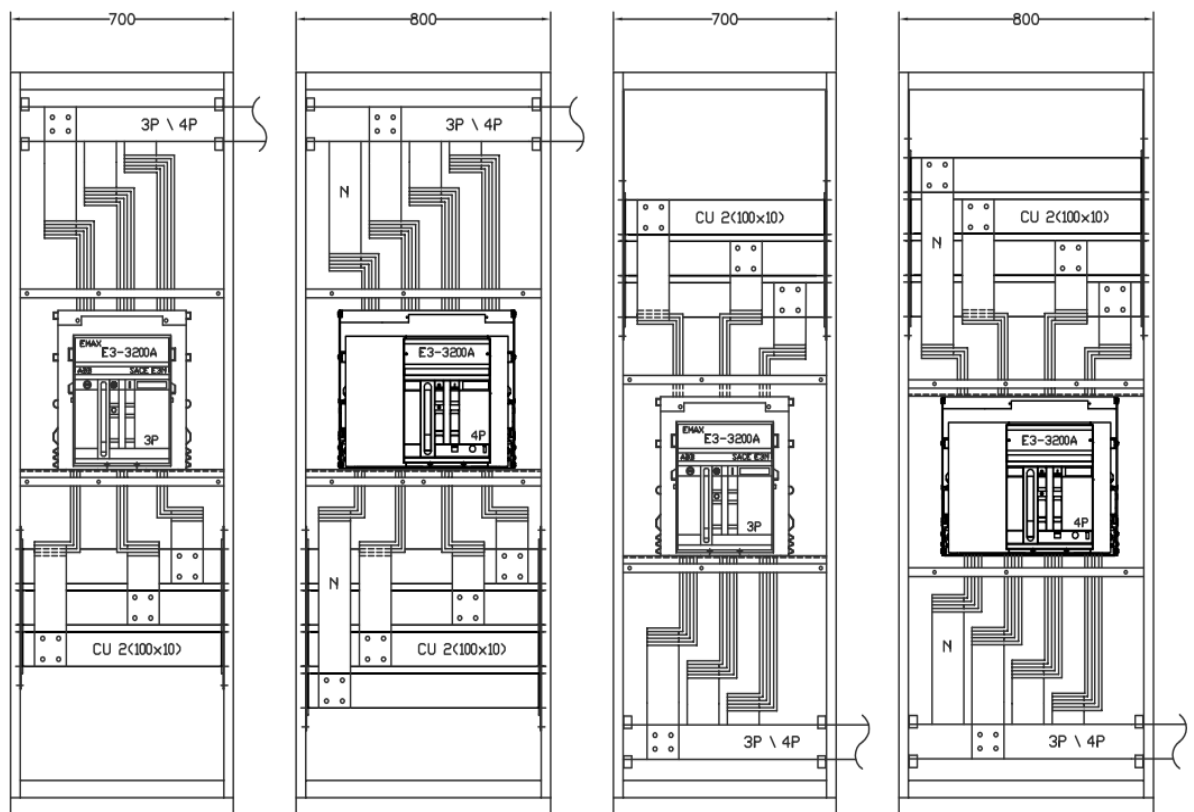 700
800
700
800
3P \ 4P
3P \ 4P
N
CU 2(100x10)
CU 2(100x10)
N
EMAX
E3-3200A
ABB SACE E3N
3P
E3-3200A
4P
EMAX
E3-3200A
ABB SACE E3N
3P
E3-3200A
4P
N
CU 2(100x10)
CU 2(100x10)
N
3P \ 4P
3P \ 4P